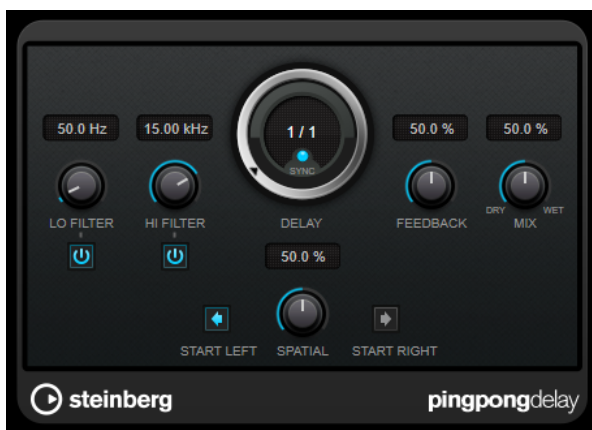 50.0 Hz 15.00 kHz 1 / 1 50.0 % 50.0 %
SYNC
DRY WET
LO FILTER HI FILTER DELAY FEEDBACK MIX
50.0 %
START LEFT SPATIAL START RIGHT
steinberg pingpongdelay